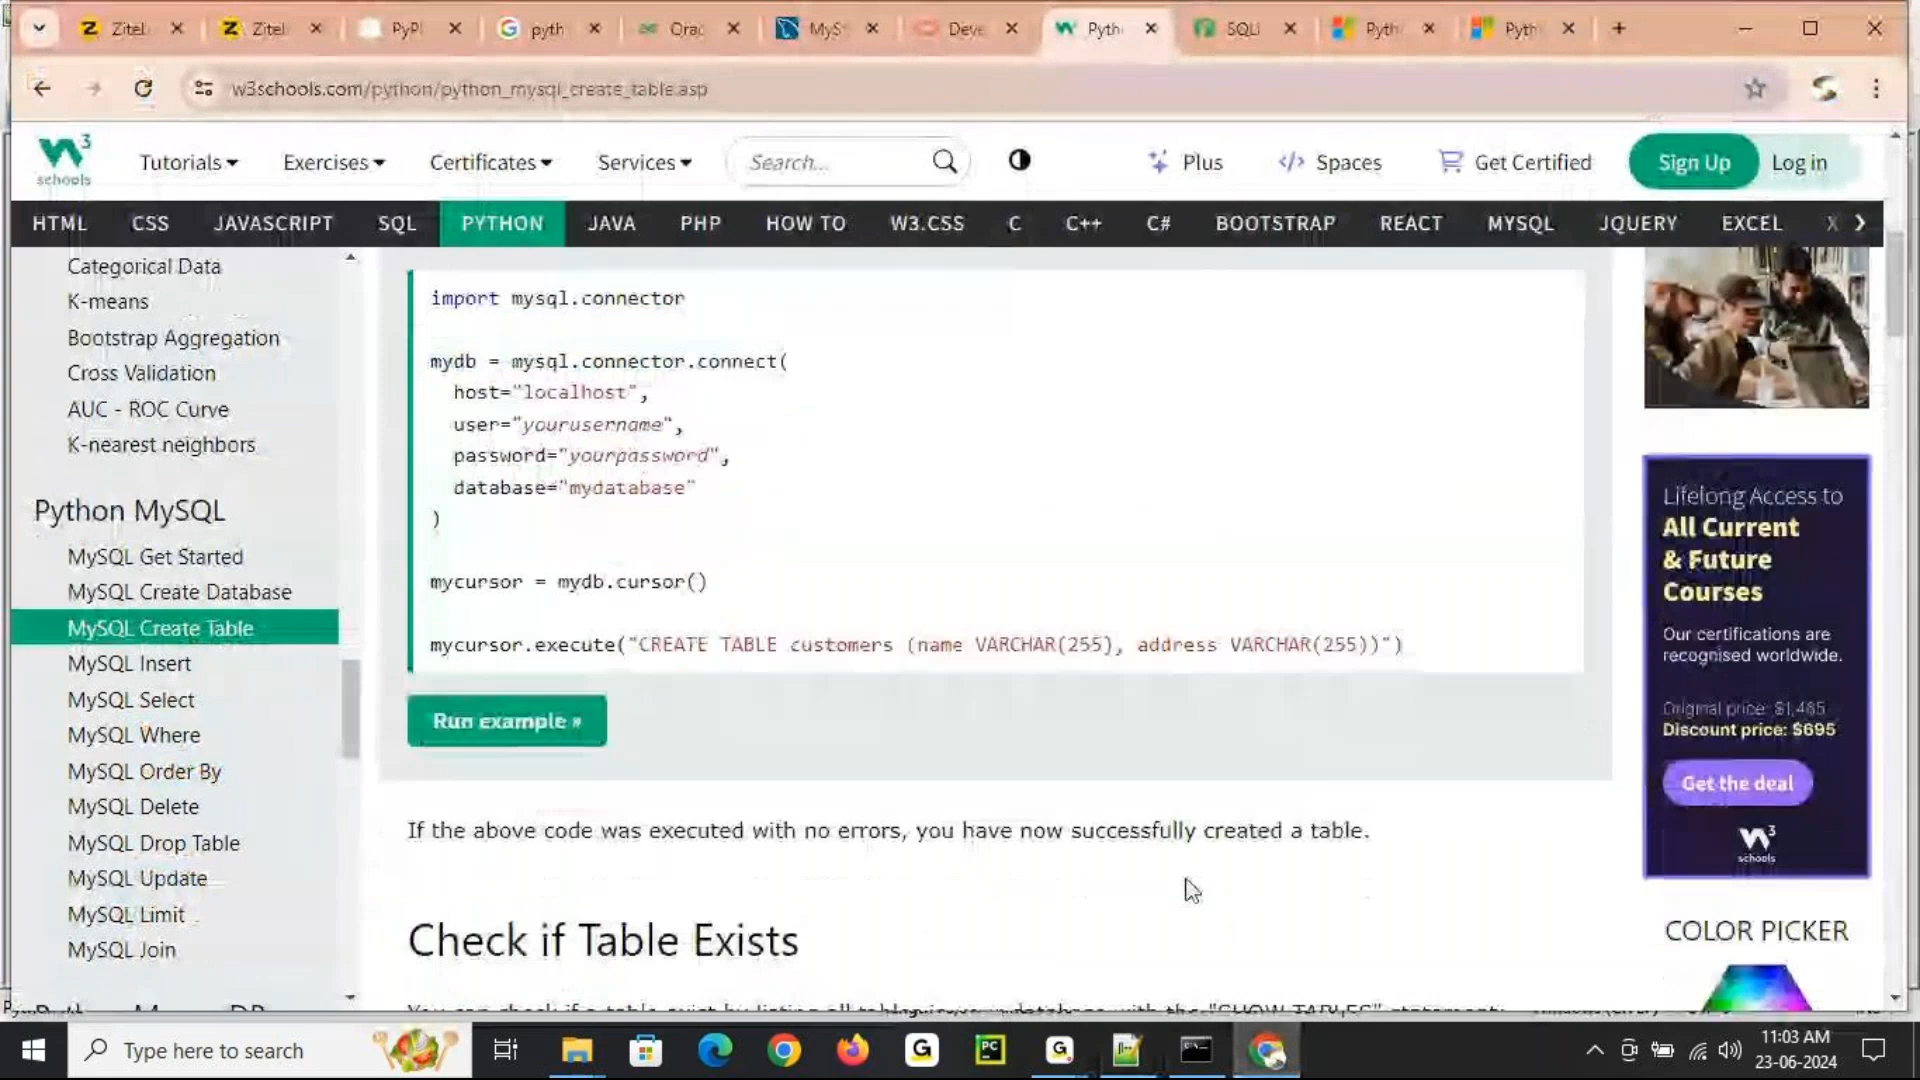 Zitel
Zitel
PyPI
pyth
Orac
MyS
Deve
Pyth
SQLi
Pyth
Pyth
w3schools.com/python/python_mysql_create_table.asp
schools
Tutorials
Exercises
Certificates
Services
Search...
Plus
Spaces
Get Certified
Sign Up
Log in
HTML
CSS
JAVASCRIPT
SQL
PYTHON
JAVA
PHP
HOW TO
W3.CSS
C
C++
C#
BOOTSTRAP
REACT
MYSQL
JQUERY
EXCEL
X
Categorical Data
K-means
Bootstrap Aggregation
Cross Validation
AUC - ROC Curve
K-nearest neighbors
Python MySQL
MySQL Get Started
MySQL Create Database
MySQL Create Table
MySQL Insert
MySQL Select
MySQL Where
MySQL Order By
MySQL Delete
MySQL Drop Table
MySQL Update
MySQL Limit
MySQL Join
import mysql.connector
mydb = mysql.connector.connect(
host="localhost",
user="yourusername",
password="yourpassword",
database="mydatabase"
)
mycursor = mydb.cursor()
mycursor.execute("CREATE TABLE customers (name VARCHAR(255), address VARCHAR(255))")
Run example »
If the above code was executed with no errors, you have now successfully created a table.
Check if Table Exists
Lifelong Access to
All Current
& Future
Courses
Our certifications are
recognised worldwide.
Original price: $1,465
Discount price: $695
Get the deal
schools
COLOR PICKER
Type here to search
11:03 AM
23-06-2024